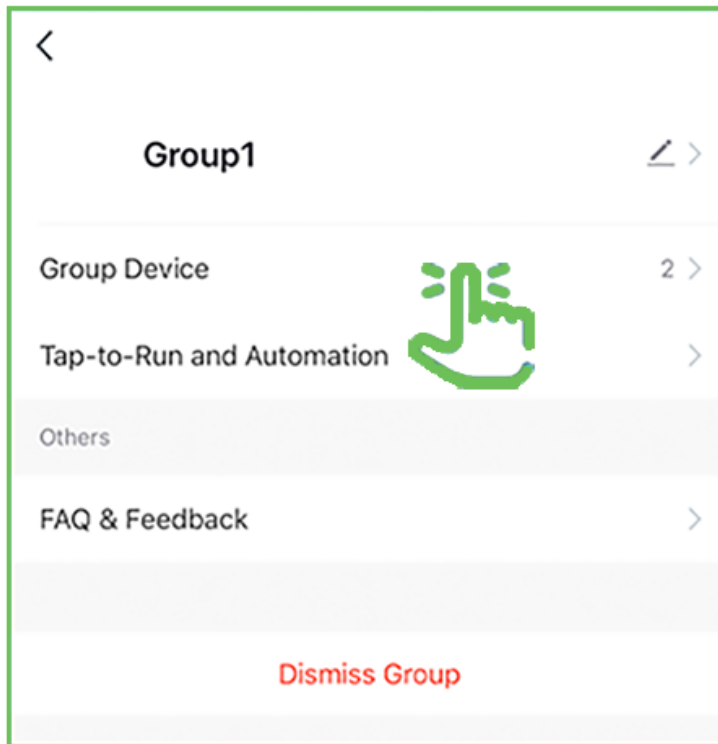 Group1
Group Device 2
Tap-to-Run and Automation
Others
FAQ & Feedback
Dismiss Group